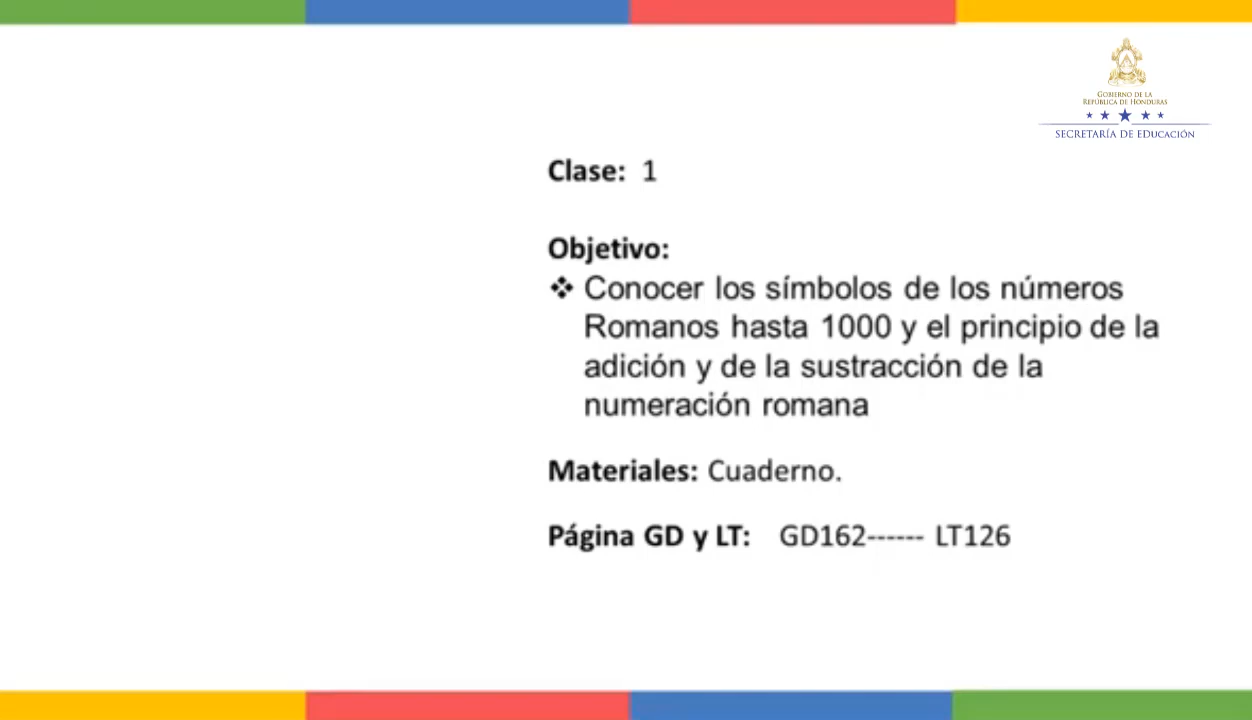 GOBIERNO DE LA
REPÚBLICA DE HONDURAS
SECRETARÍA DE EDUCACIÓN
Clase: 1
Objetivo:
❖ Conocer los símbolos de los números
Romanos hasta 1000 y el principio de la
adición y de la sustracción de la
numeración romana
Materiales: Cuaderno.
Página GD y LT: GD162------ LT126